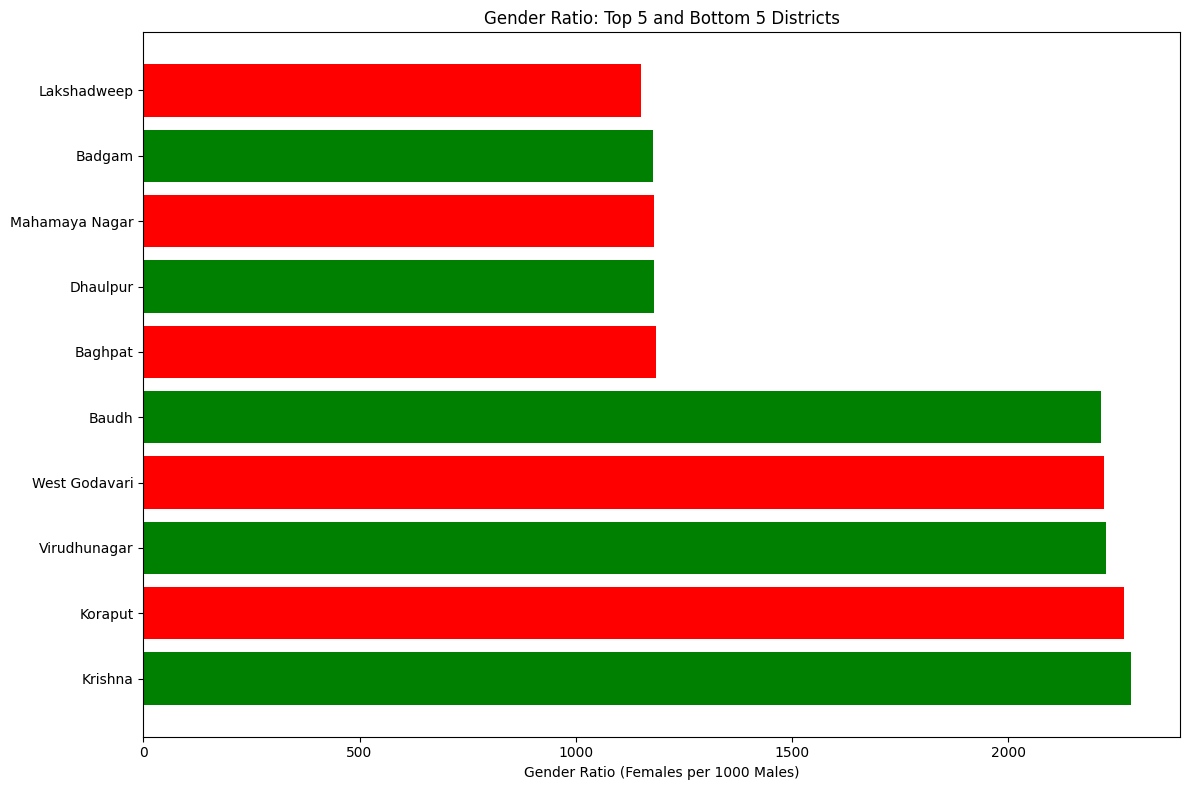 Gender Ratio: Top 5 and Bottom 5 Districts
Lakshadweep
Badgam
Mahamaya Nagar
Dhaulpur
Baghpat
Baudh
West Godavari
Virudhunagar
Koraput
Krishna
0 500 1000 1500 2000
Gender Ratio (Females per 1000 Males)